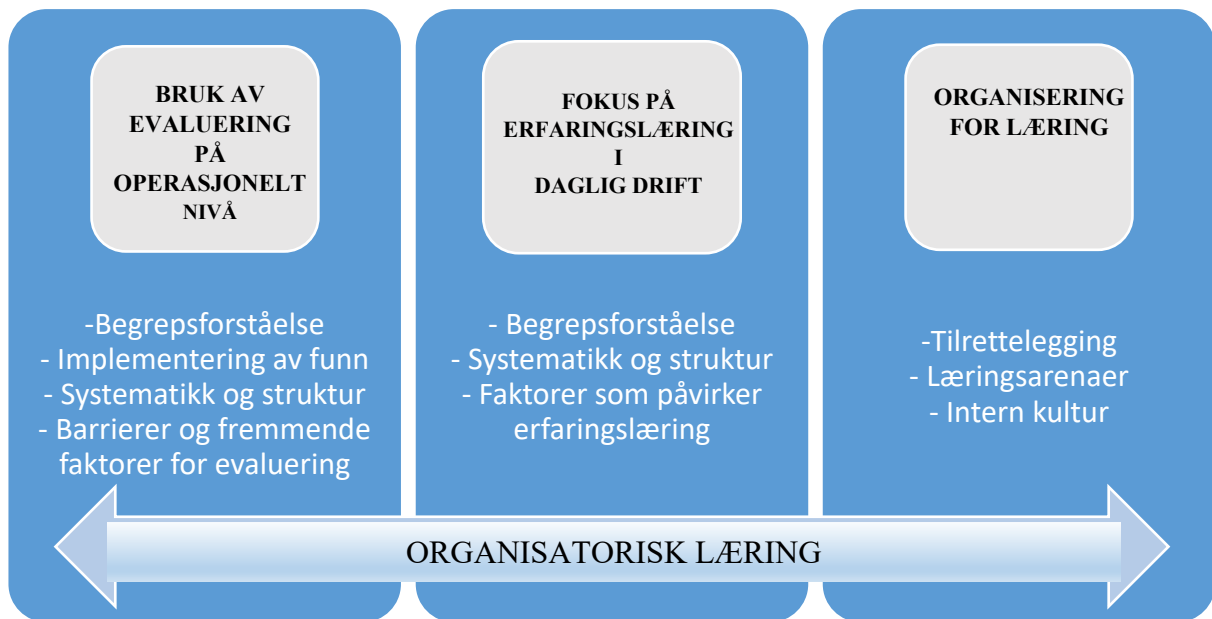 BRUK AV
EVALUERING
PÅ
OPERASJONELT
NIVÅ
-Begrepsforståelse
- Implementering av funn
- Systematikk og struktur
- Barrierer og fremmende
faktorer for evaluering
FOKUS PÅ
ERFARINGSLÆRING
I
DAGLIG DRIFT
- Begrepsforståelse
- Systematikk og struktur
- Faktorer som påvirker
erfaringslæring
ORGANISERING
FOR LÆRING
-Tilrettelegging
- Læringsarenaer
- Intern kultur
ORGANISATORISK LÆRING